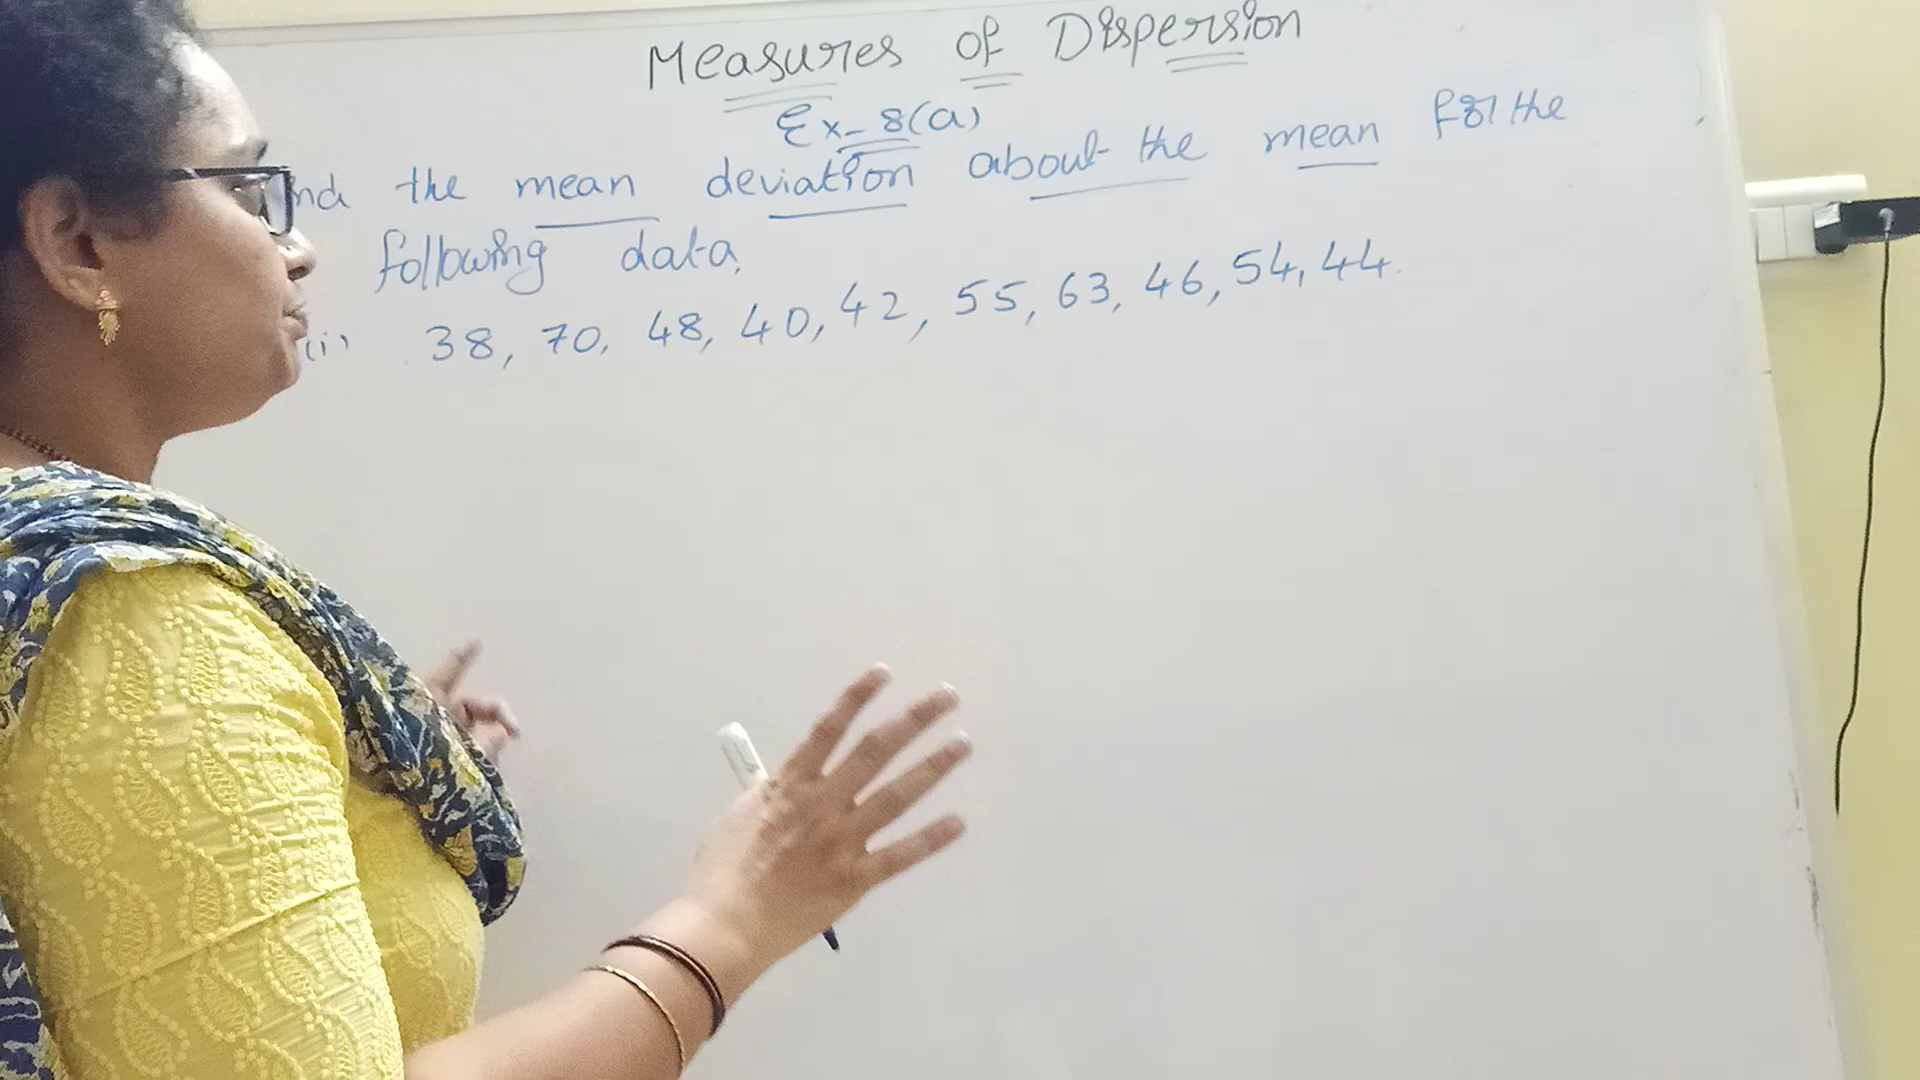 Measures of Dispersion
Ex-8(a)
the mean deviation about the mean for the
following data.
(i) 38, 70, 48, 40, 42, 55, 63, 46, 54, 44.